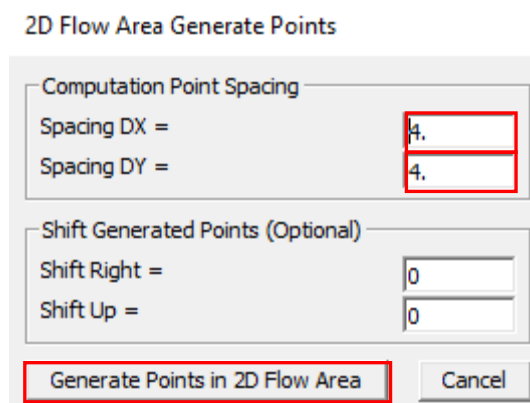 2D Flow Area Generate Points
Computation Point Spacing
Spacing DX = 4.
Spacing DY = 4.
Shift Generated Points (Optional)
Shift Right = 0
Shift Up = 0
Generate Points in 2D Flow Area Cancel